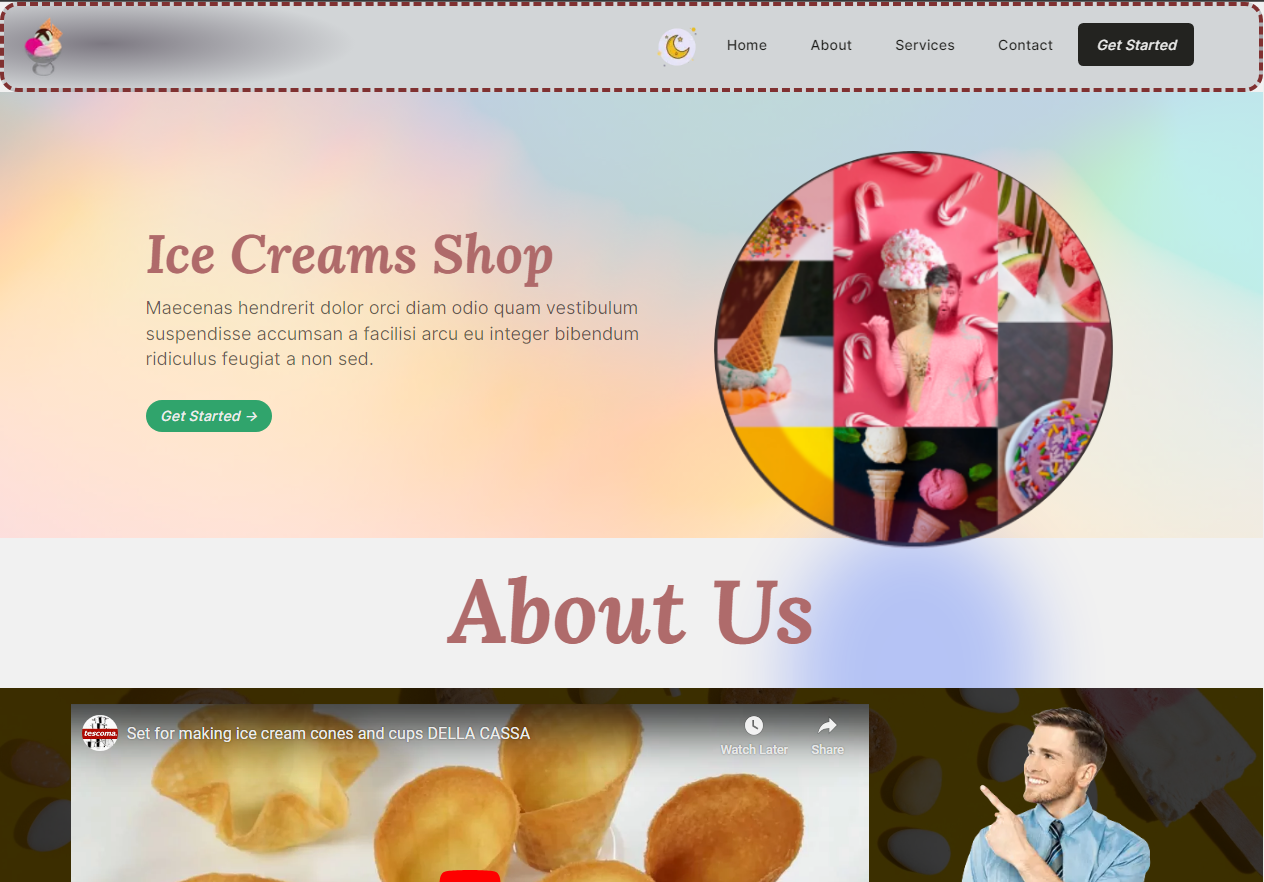 Home
About
Services
Contact
Get Started
Ice Creams Shop
Maecenas hendrerit dolor orci diam odio quam vestibulum
suspendisse accumsan a facilisi arcu eu integer bibendum
ridiculus feugiat a non sed.
Get Started →
About Us
tescoma.
Set for making ice cream cones and cups DELLA CASSA
Watch Later
Share